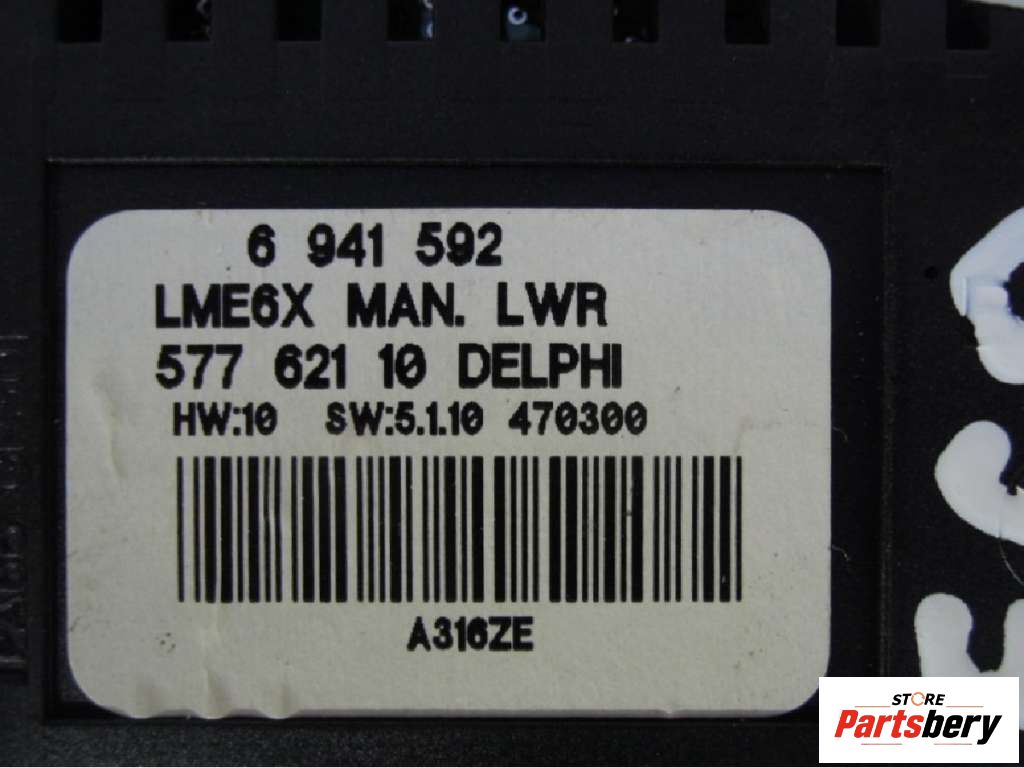 6 941 592
LME6X MAN. LWR
577 621 10 DELPHI
HW:10 SW:5.1.10 470300
A316ZE
STORE
Partsbery